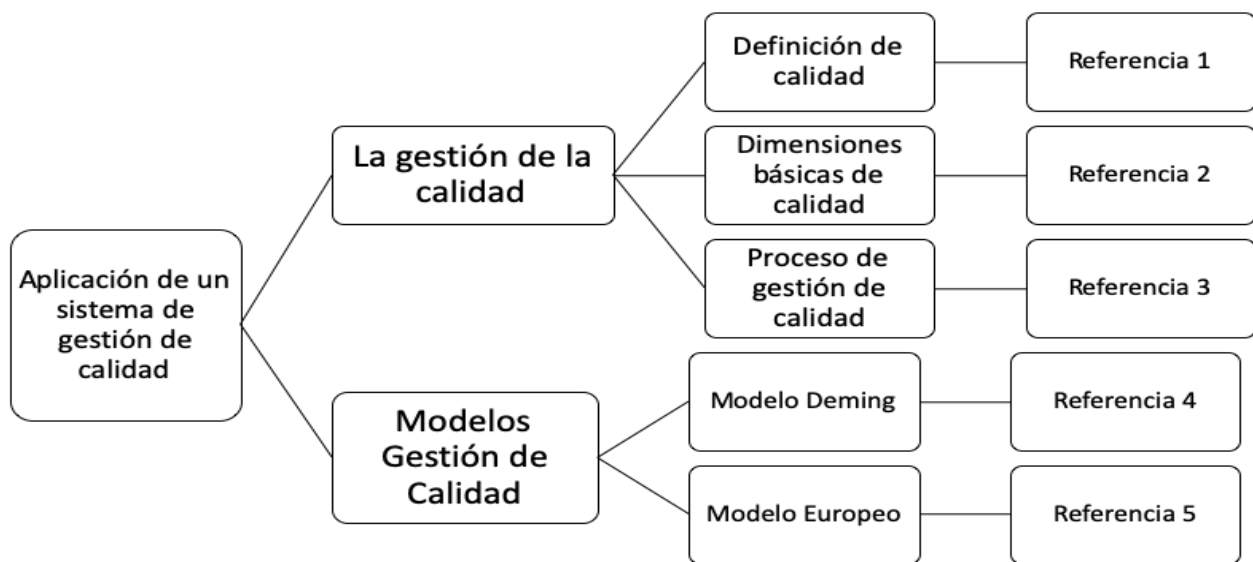 Aplicación de un
sistema de
gestión de
calidad
La gestión de la
calidad
Definición de
calidad
Referencia 1
Dimensiones
básicas de
calidad
Referencia 2
Proceso de
gestión de
calidad
Referencia 3
Modelos
Gestión de
Calidad
Modelo Deming
Referencia 4
Modelo Europeo
Referencia 5